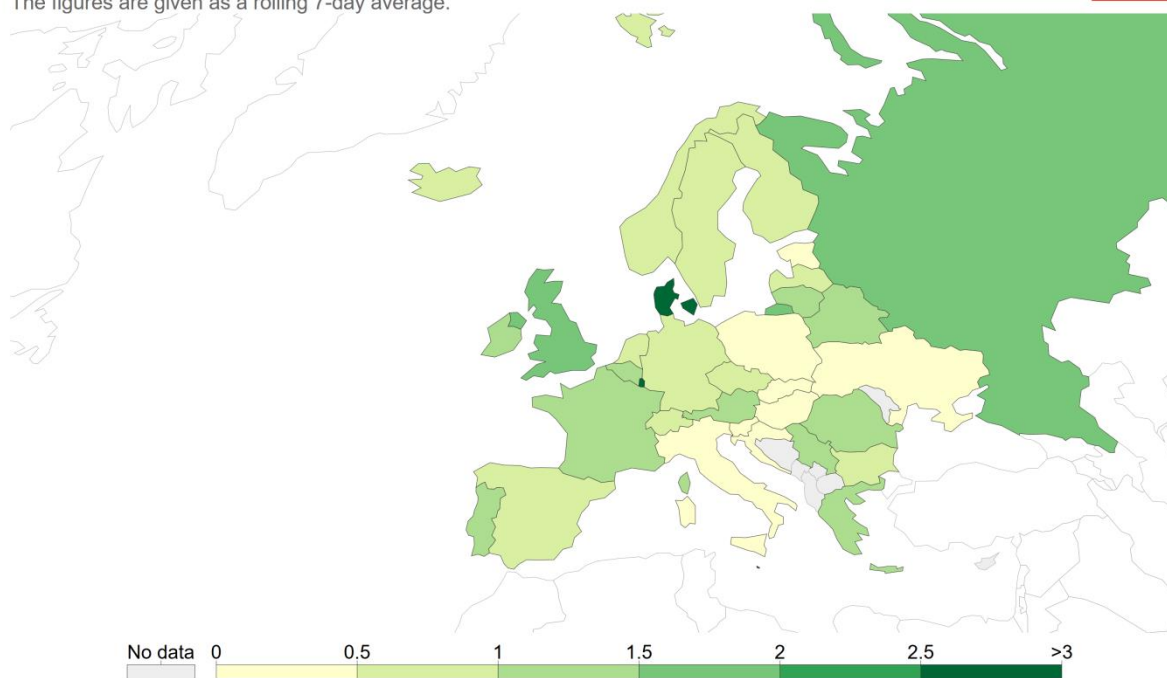 The figures are given as a rolling 7-day average.
No data 0 0.5 1 1.5 2 2.5 >3